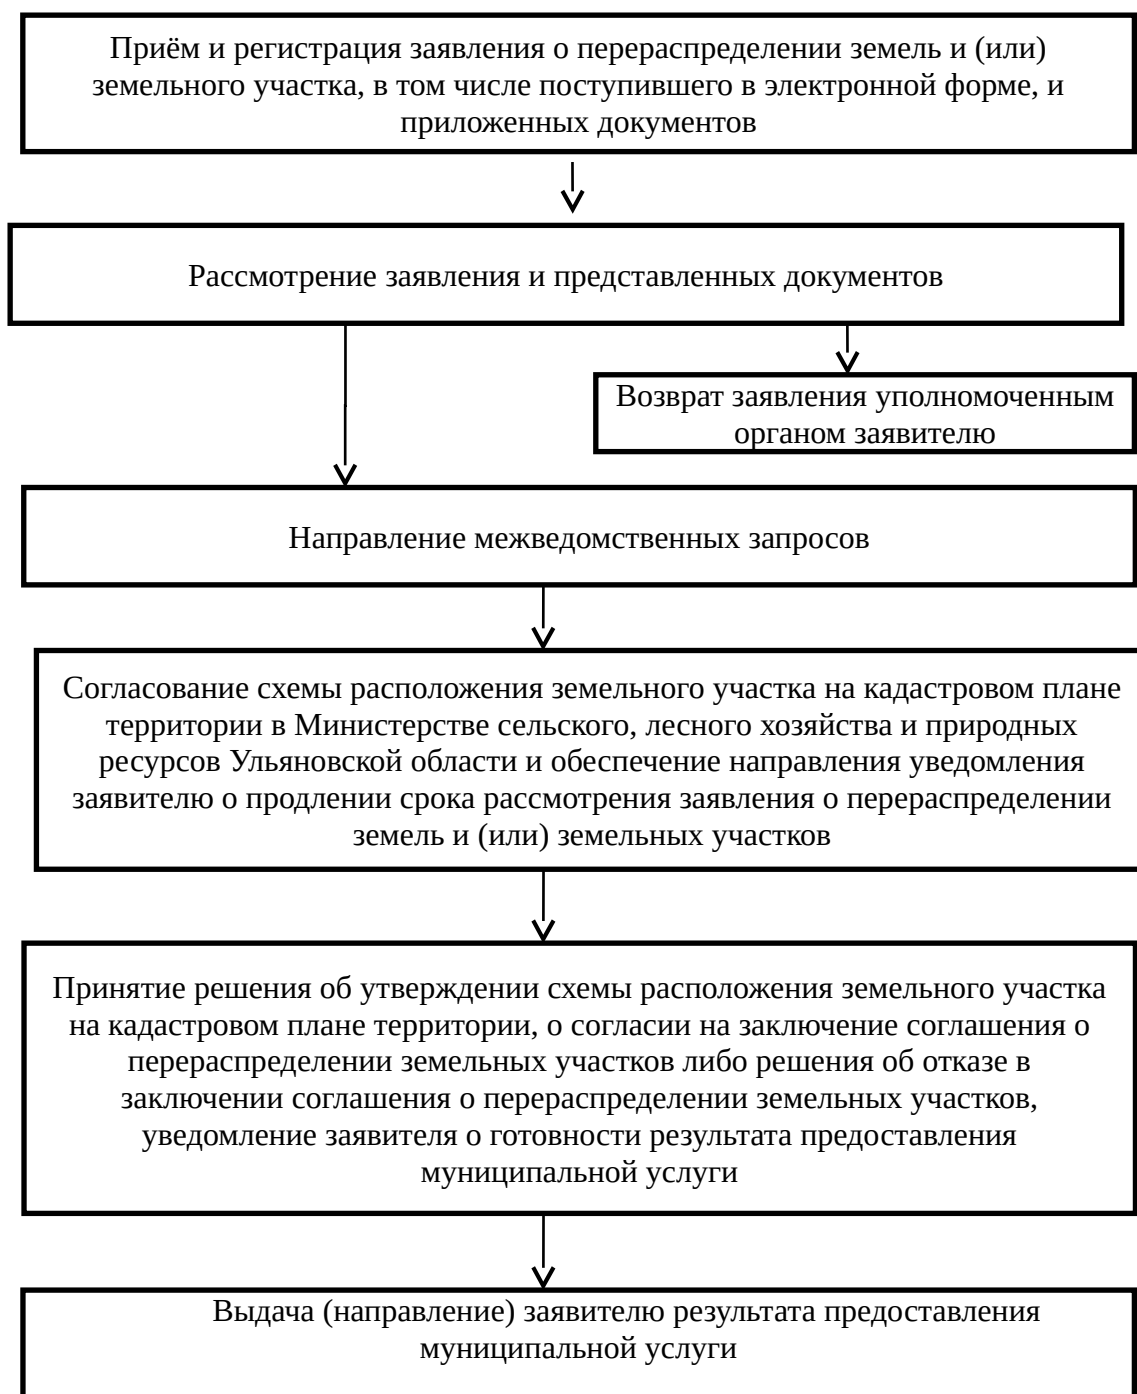 Приём и регистрация заявления о перераспределении земель и (или)
земельного участка, в том числе поступившего в электронной форме, и
приложенных документов
Рассмотрение заявления и представленных документов
Возврат заявления уполномоченным
органом заявителю
Направление межведомственных запросов
Согласование схемы расположения земельного участка на кадастровом плане
территории в Министерстве сельского, лесного хозяйства и природных
ресурсов Ульяновской области и обеспечение направления уведомления
заявителю о продлении срока рассмотрения заявления о перераспределении
земель и (или) земельных участков
Принятие решения об утверждении схемы расположения земельного участка
на кадастровом плане территории, о согласии на заключение соглашения о
перераспределении земельных участков либо решения об отказе в
заключении соглашения о перераспределении земельных участков,
уведомление заявителя о готовности результата предоставления
муниципальной услуги
Выдача (направление) заявителю результата предоставления
муниципальной услуги